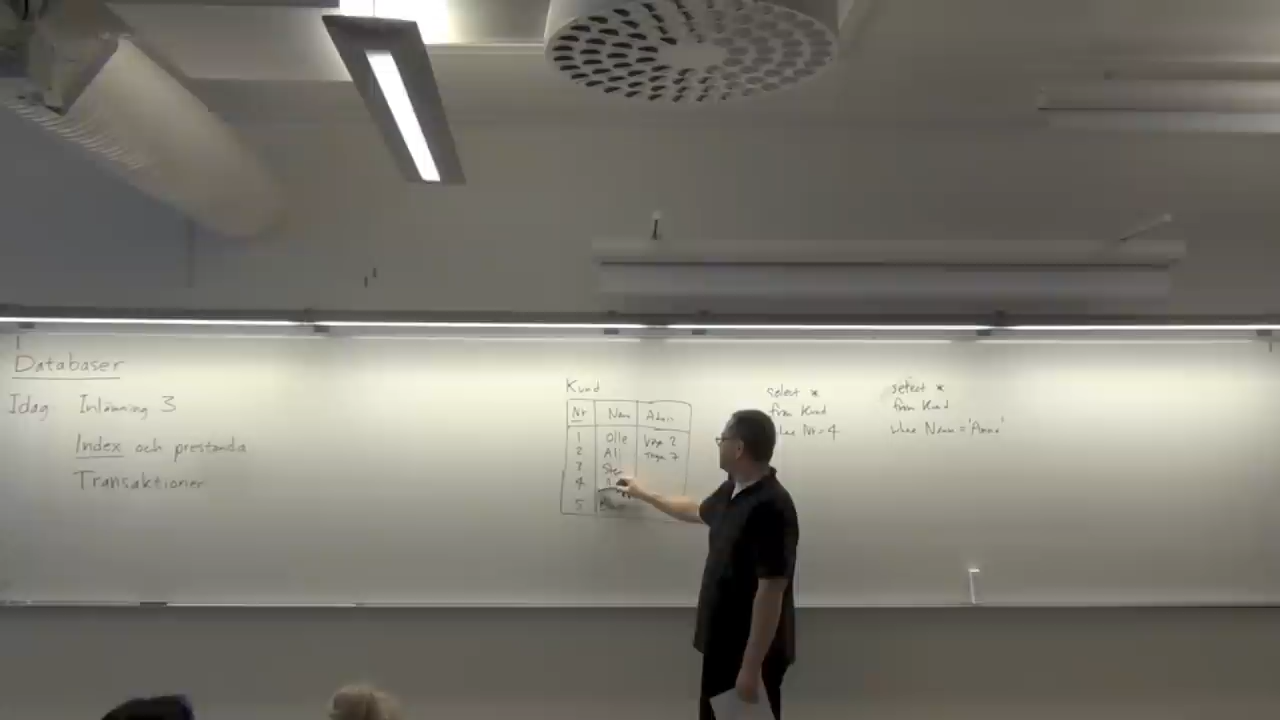 Databaser
Idag Inlämning 3
Index och prestanda
Transaktioner
Kund
Nr Namn
1 Olle
2 Ali
3 Ste
4
5
select *
from Kund
Nr = 4
select *
from Kund
where Namn = 'Anna'